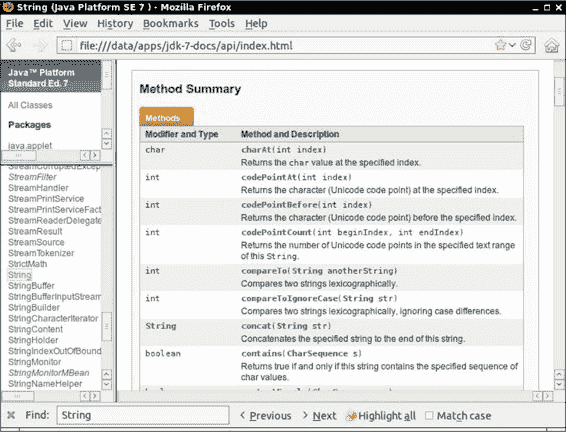 String (Java Platform SE 7 ) - Mozilla Firefox
File Edit View History Bookmarks Tools Help
file:///data/apps/jdk-7-docs/api/index.html
Java™ Platform
Standard Ed. 7
All Classes
Packages
java.applet
StreamFilter
StreamHandler
StreamPrintService
StreamPrintServiceFact
StreamReaderDelegate
StreamResult
StreamSource
StreamTokenizer
StrictMath
String
StringBuffer
StringBufferInputStream
StringBuilder
StringCharacterIterator
StringContent
StringHolder
StringIndexOutOfBound
StringMonitor
StringMonitorMBean
StringNameHelper
Method Summary
Methods
Modifier and Type Method and Description
char charAt(int index)
Returns the char value at the specified index.
int codePointAt(int index)
Returns the character (Unicode code point) at the specified index.
int codePointBefore(int index)
Returns the character (Unicode code point) before the specified index.
int codePointCount(int beginIndex, int endIndex)
Returns the number of Unicode code points in the specified text range
of this String.
int compareTo(String anotherString)
Compares two strings lexicographically.
int compareToIgnoreCase(String str)
Compares two strings lexicographically, ignoring case differences.
String concat(String str)
Concatenates the specified string to the end of this string.
boolean contains(CharSequence s)
Returns true if and only if this string contains the specified sequence of
char values.
Find: String Previous Next Highlight all Match case